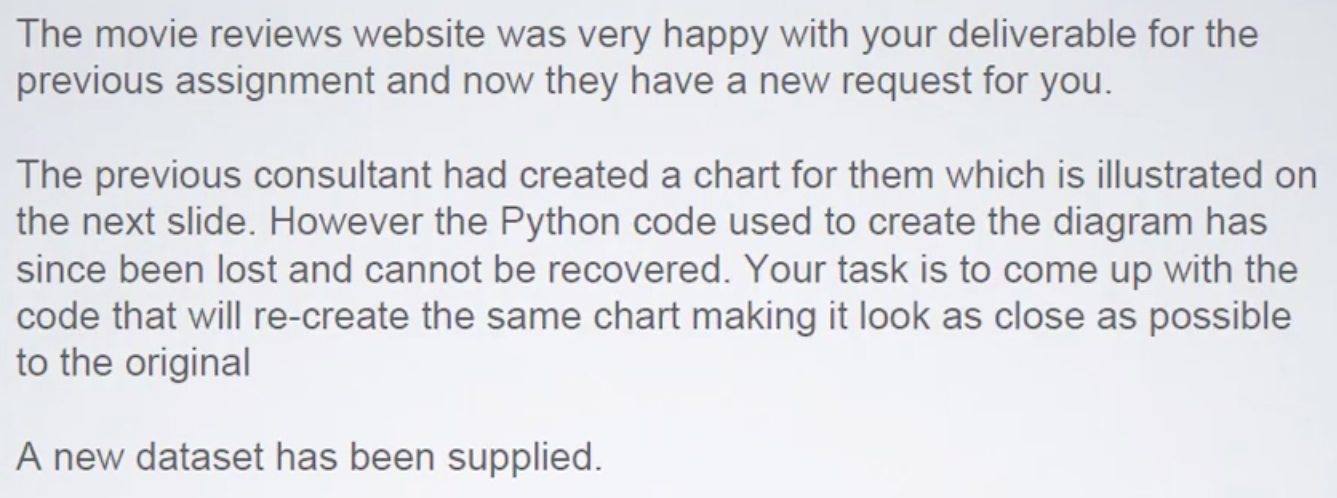 The movie reviews website was very happy with your deliverable for the
previous assignment and now they have a new request for you.
The previous consultant had created a chart for them which is illustrated on
the next slide. However the Python code used to create the diagram has
since been lost and cannot be recovered. Your task is to come up with the
code that will re-create the same chart making it look as close as possible
to the original
A new dataset has been supplied.